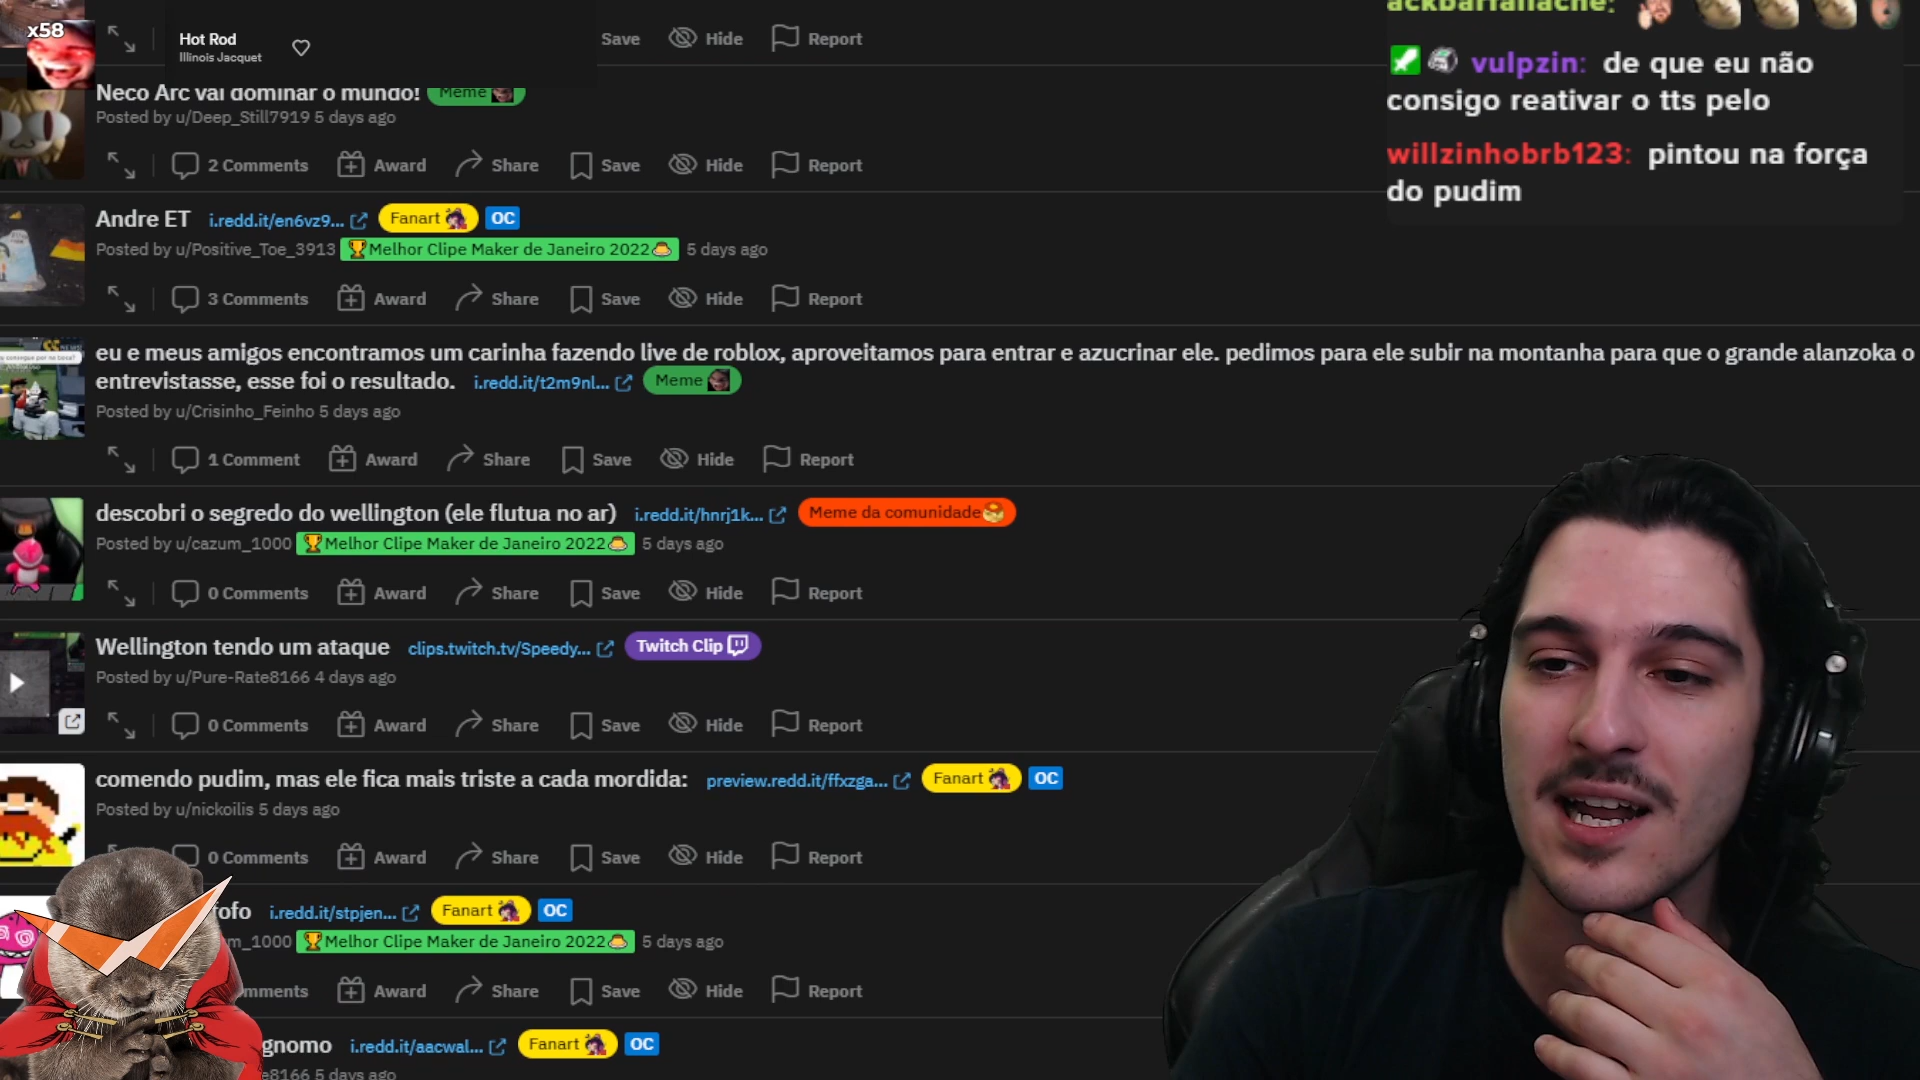 x58
Hot Rod
Illinois Jacquet
Save Hide Report
Neco Arc vai dominar o mundo! Meme
Posted by u/Deep_Still7919 5 days ago
2 Comments Award Share Save Hide Report
Andre ET i.redd.it/en6vz9... Fanart OC
Posted by u/Positive_Toe_3913 🏆Melhor Clipe Maker de Janeiro 2022🍮 5 days ago
3 Comments Award Share Save Hide Report
eu e meus amigos encontramos um carinha fazendo live de roblox, aproveitamos para entrar e azucrinar ele. pedimos para ele subir na montanha para que o grande alanzoka o
entrevistasse, esse foi o resultado. i.redd.it/t2m9nl... Meme
Posted by u/Crisinho_Feinho 5 days ago
1 Comment Award Share Save Hide Report
descobri o segredo do wellington (ele flutua no ar) i.redd.it/hnrj1k... Meme da comunidade
Posted by u/cazum_1000 🏆Melhor Clipe Maker de Janeiro 2022🍮 5 days ago
0 Comments Award Share Save Hide Report
Wellington tendo um ataque clips.twitch.tv/Speedy... Twitch Clip
Posted by u/Pure-Rate8166 4 days ago
0 Comments Award Share Save Hide Report
comendo pudim, mas ele fica mais triste a cada mordida: preview.redd.it/ffxzga... Fanart OC
Posted by u/nickoilis 5 days ago
0 Comments Award Share Save Hide Report
fofo i.redd.it/stpjen... Fanart OC
m_1000 🏆Melhor Clipe Maker de Janeiro 2022🍮 5 days ago
mments Award Share Save Hide Report
gnomo i.redd.it/aacwal... Fanart OC
e8166 5 days ago
ackbarfallache:
vulpzin: de que eu não
consigo reativar o tts pelo
willzinhobrb123: pintou na força
do pudim